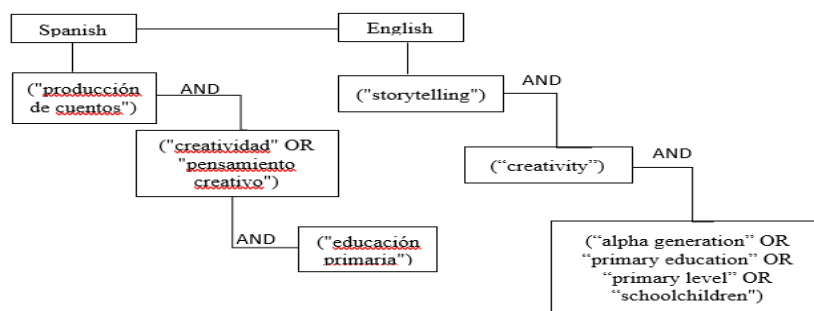 Spanish
English
("producción
de cuentos")
AND
("creatividad" OR
"pensamiento
creativo")
AND
("educación
primaria")
("storytelling")
AND
(“creativity”)
AND
(“alpha generation” OR
“primary education” OR
“primary level” OR
“schoolchildren")